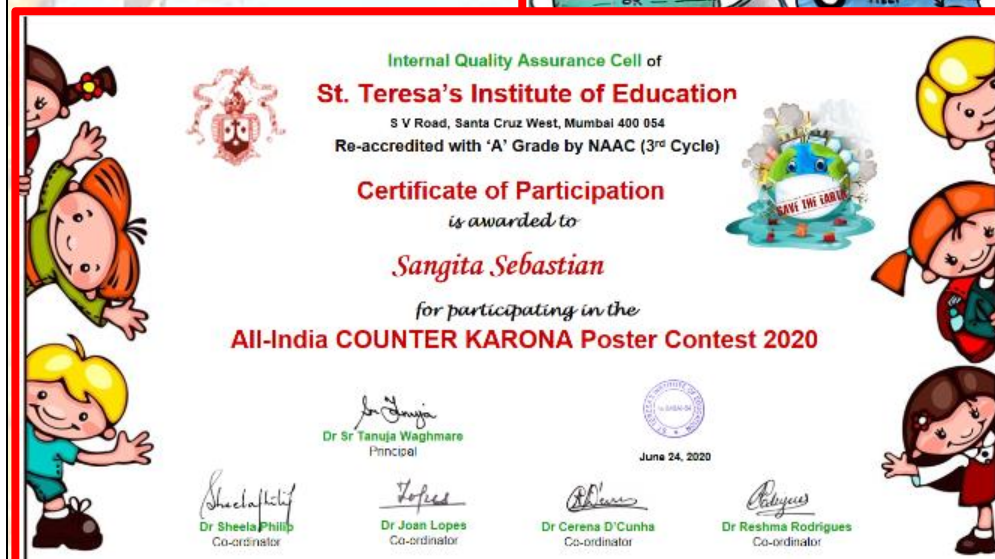 Internal Quality Assurance Cell of
St. Teresa's Institute of Education
S V Road, Santa Cruz West, Mumbai 400 054
Re-accredited with 'A' Grade by NAAC (3rd Cycle)
Certificate of Participation
is awarded to
SAVE THE EARTH
Sangita Sebastian
for participating in the
All-India COUNTER KARONA Poster Contest 2020
Dr Sr Tanuja Waghmare
Principal
June 24, 2020
Dr Sheela Philip
Co-ordinator
Dr Joan Lopes
Co-ordinator
Dr Cerena D'Cunha
Co-ordinator
Dr Reshma Rodrigues
Co-ordinator